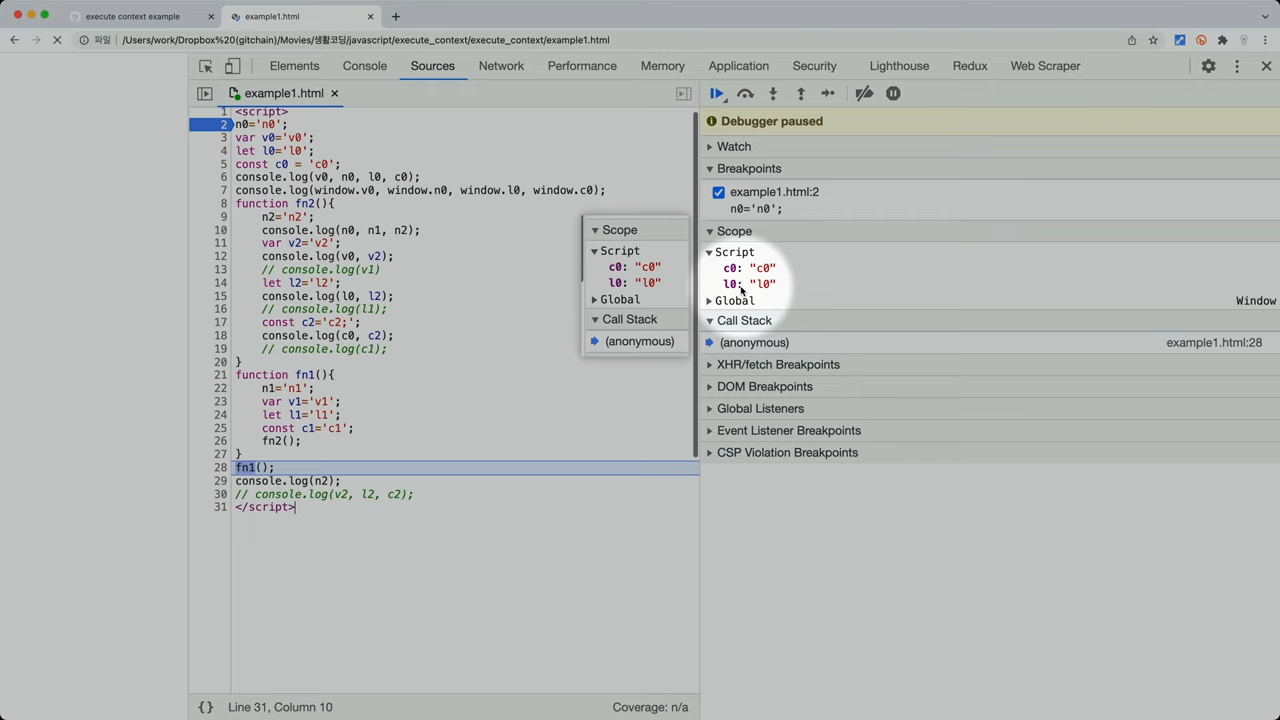 execute context example
example1.html
파일 /Users/work/Dropbox%20(gitchain)/Movies/생활코딩/javascript/execute_context/execute_context/example1.html
Elements Console Sources Network Performance Memory Application Security Lighthouse Redux Web Scraper
example1.html
1 <script>
2 n0='n0';
3 var v0='v0';
4 let l0='l0';
5 const c0 = 'c0';
6 console.log(v0, n0, l0, c0);
7 console.log(window.v0, window.n0, window.l0, window.c0);
8 function fn2(){
9 n2='n2';
10 console.log(n0, n1, n2);
11 var v2='v2';
12 console.log(v0, v2);
13 // console.log(v1)
14 let l2='l2';
15 console.log(l0, l2);
16 // console.log(l1);
17 const c2='c2;';
18 console.log(c0, c2);
19 // console.log(c1);
20 }
21 function fn1(){
22 n1='n1';
23 var v1='v1';
24 let l1='l1';
25 const c1='c1';
26 fn2();
27 }
28 fn1();
29 console.log(n2);
30 // console.log(v2, l2, c2);
31 </script>
Scope
Script
c0: "c0"
l0: "l0"
Global
Call Stack
(anonymous)
Debugger paused
Watch
Breakpoints
example1.html:2
n0='n0';
Scope
Script
c0: "c0"
l0: "l0"
Global Window
Call Stack
(anonymous) example1.html:28
XHR/fetch Breakpoints
DOM Breakpoints
Global Listeners
Event Listener Breakpoints
CSP Violation Breakpoints
{} Line 31, Column 10 Coverage: n/a